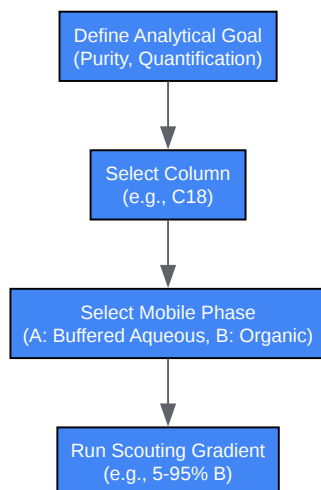 Define Analytical Goal
(Purity, Quantification)
Select Column
(e.g., C18)
Select Mobile Phase
(A: Buffered Aqueous, B: Organic)
Run Scouting Gradient
(e.g., 5-95% B)